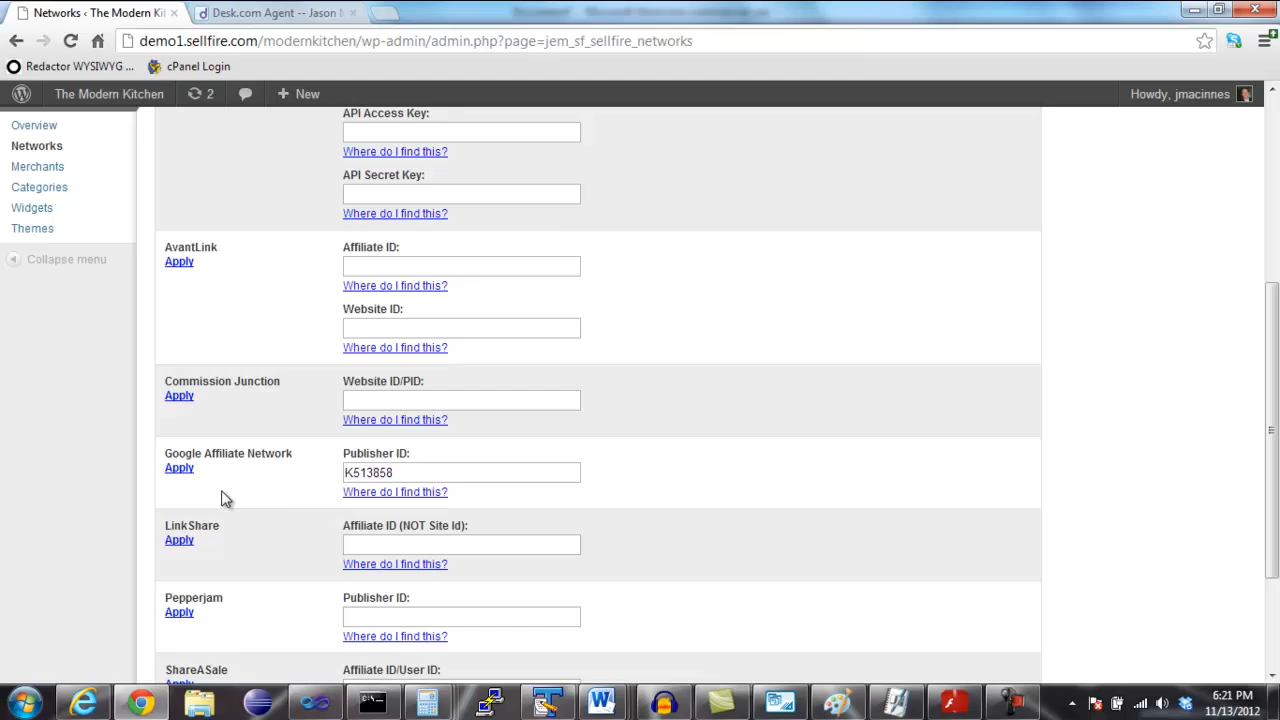 Networks ‹ The Modern Kit
Desk.com Agent -- Jason
demo1.sellfire.com/modernkitchen/wp-admin/admin.php?page=jem_sf_sellfire_networks
Redactor WYSIWYG ...
cPanel Login
The Modern Kitchen
2
New
Howdy, jmacinnes
Overview
Networks
Merchants
Categories
Widgets
Themes
Collapse menu
API Access Key:
Where do I find this?
API Secret Key:
Where do I find this?
AvantLink
Apply
Affiliate ID:
Where do I find this?
Website ID:
Where do I find this?
Commission Junction
Apply
Website ID/PID:
Where do I find this?
Google Affiliate Network
Apply
Publisher ID:
K513858
Where do I find this?
LinkShare
Apply
Affiliate ID (NOT Site Id):
Where do I find this?
Pepperjam
Apply
Publisher ID:
Where do I find this?
ShareASale
Apply
Affiliate ID/User ID:
6:21 PM
11/13/2012